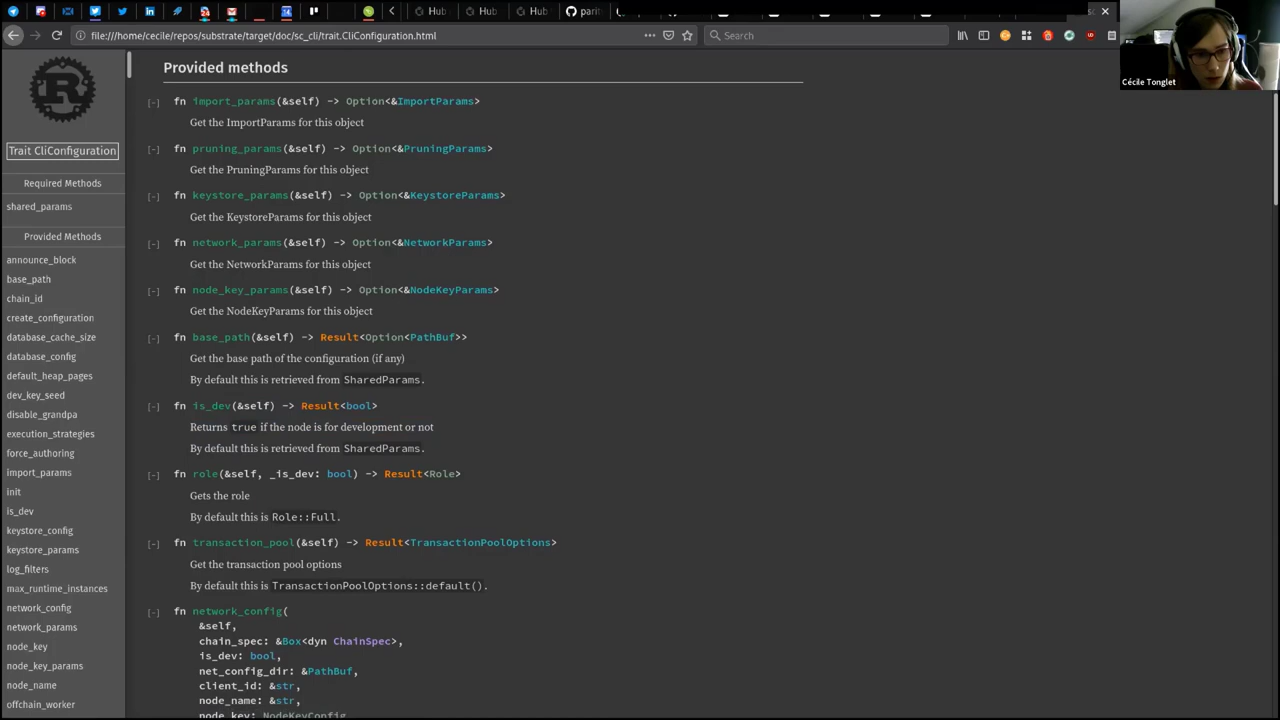 Hub
Hub
Hub
parit
file:///home/cecile/repos/substrate/target/doc/sc_cli/trait.CliConfiguration.html
Search
Cécile Tonglet
Trait CliConfiguration
Required Methods
shared_params
Provided Methods
announce_block
base_path
chain_id
create_configuration
database_cache_size
database_config
default_heap_pages
dev_key_seed
disable_grandpa
execution_strategies
force_authoring
import_params
init
is_dev
keystore_config
keystore_params
log_filters
max_runtime_instances
network_config
network_params
node_key
node_key_params
node_name
offchain_worker
Provided methods
[-] fn import_params(&self) -> Option<&ImportParams>
Get the ImportParams for this object
[-] fn pruning_params(&self) -> Option<&PruningParams>
Get the PruningParams for this object
[-] fn keystore_params(&self) -> Option<&KeystoreParams>
Get the KeystoreParams for this object
[-] fn network_params(&self) -> Option<&NetworkParams>
Get the NetworkParams for this object
[-] fn node_key_params(&self) -> Option<&NodeKeyParams>
Get the NodeKeyParams for this object
[-] fn base_path(&self) -> Result<Option<PathBuf>>
Get the base path of the configuration (if any)
By default this is retrieved from SharedParams.
[-] fn is_dev(&self) -> Result<bool>
Returns true if the node is for development or not
By default this is retrieved from SharedParams.
[-] fn role(&self, _is_dev: bool) -> Result<Role>
Gets the role
By default this is Role::Full.
[-] fn transaction_pool(&self) -> Result<TransactionPoolOptions>
Get the transaction pool options
By default this is TransactionPoolOptions::default().
[-] fn network_config(
&self,
chain_spec: &Box<dyn ChainSpec>,
is_dev: bool,
net_config_dir: &PathBuf,
client_id: &str,
node_name: &str,
node_key: NodeKeyConfig